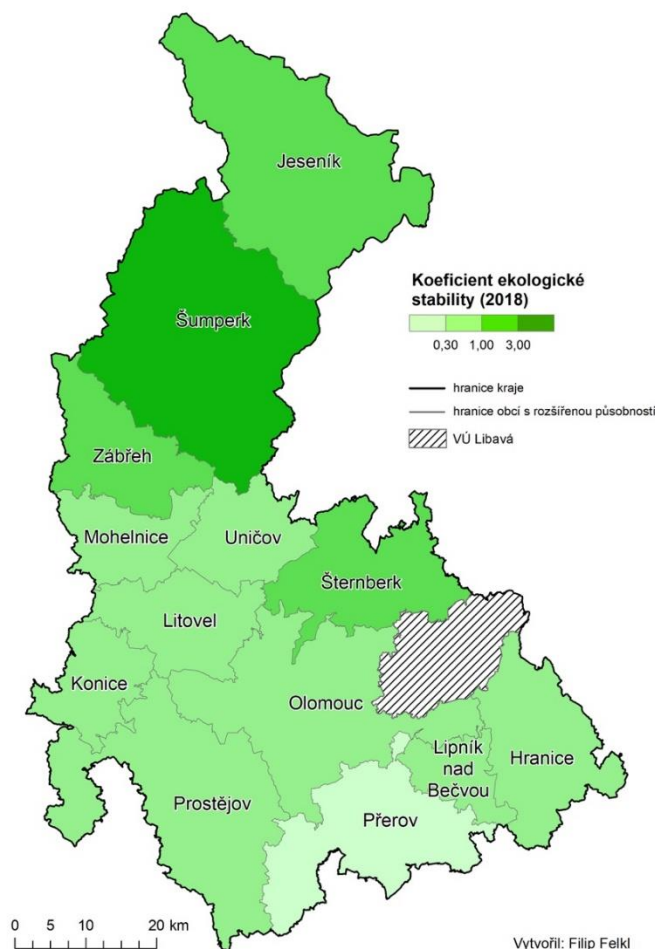 Jeseník
Koeficient ekologické
stability (2018)
0,30 1,00 3,00
Šumperk
hranice kraje
hranice obcí s rozšířenou působností
VÚ Libavá
Zábřeh
Mohelnice
Uničov
Šternberk
Litovel
Konice
Olomouc
Lipník
nad
Bečvou
Hranice
Prostějov
Přerov
0 5 10 20 km
Vytvořil: Filip Felkl